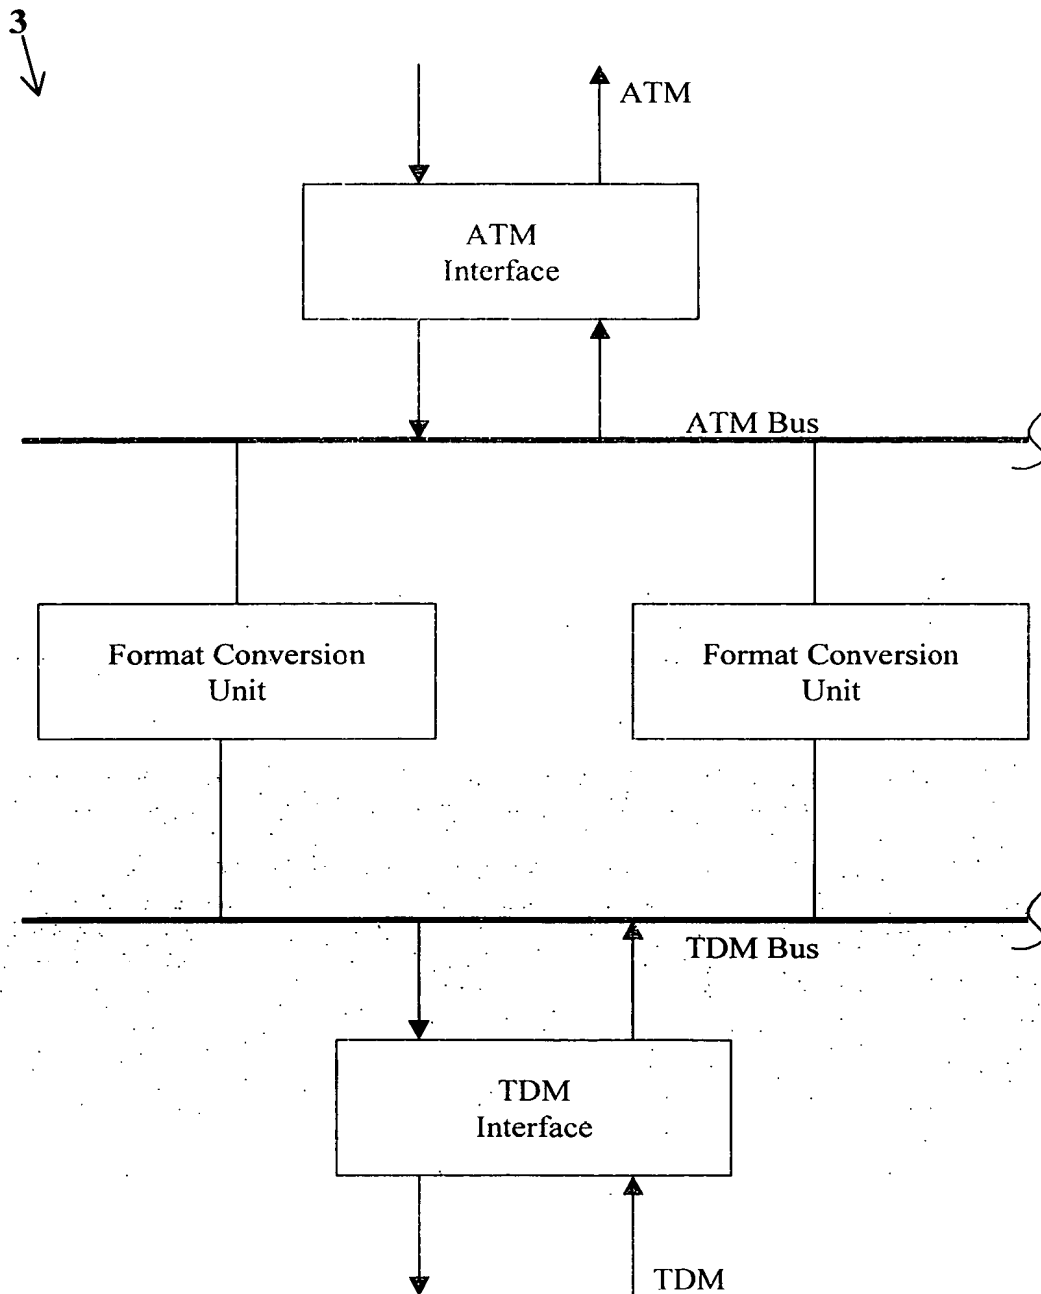 3
ATM
ATM
Interface
ATM Bus
Format Conversion
Unit
Format Conversion
Unit
TDM Bus
TDM
Interface
TDM